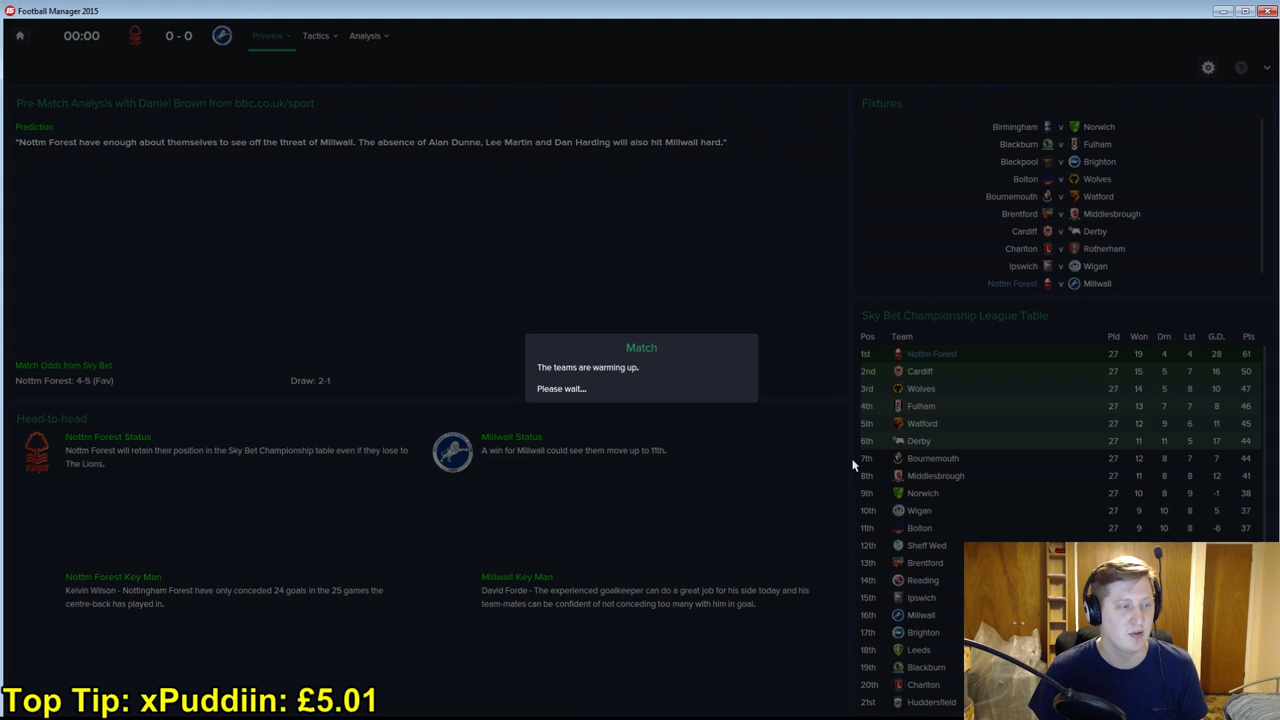 Football Manager 2015
00:00 0 - 0 Preview Tactics Analysis
Pre-Match Analysis with Daniel Brown from bbc.co.uk/sport
Prediction
"Nottm Forest have enough about themselves to see off the threat of Millwall. The absence of Alan Dunne, Lee Martin and Dan Harding will also hit Millwall hard."
Match Odds from Sky Bet
Nottm Forest: 4-5 (Fav) Draw: 2-1
Match
The teams are warming up.
Please wait...
Head-to-head
Nottm Forest Status
Nottm Forest will retain their position in the Sky Bet Championship table even if they lose to
The Lions.
Millwall Status
A win for Millwall could see them move up to 11th.
Nottm Forest Key Man
Kelvin Wilson - Nottingham Forest have only conceded 24 goals in the 25 games the
centre-back has played in.
Millwall Key Man
David Forde - The experienced goalkeeper can do a great job for his side today and his
team-mates can be confident of not conceding too many with him in goal.
Fixtures
Birmingham v Norwich
Blackburn v Fulham
Blackpool v Brighton
Bolton v Wolves
Bournemouth v Watford
Brentford v Middlesbrough
Cardiff v Derby
Charlton v Rotherham
Ipswich v Wigan
Nottm Forest v Millwall
Sky Bet Championship League Table
Pos Team Pld Won Drn Lst G.D. Pts
1st Nottm Forest 27 19 4 4 28 61
2nd Cardiff 27 15 5 7 16 50
3rd Wolves 27 14 5 8 10 47
4th Fulham 27 13 7 7 8 46
5th Watford 27 12 9 6 11 45
6th Derby 27 11 11 5 17 44
7th Bournemouth 27 12 8 7 7 44
8th Middlesbrough 27 11 8 8 12 41
9th Norwich 27 10 8 9 -1 38
10th Wigan 27 9 10 8 5 37
11th Bolton 27 9 10 8 -6 37
12th Sheff Wed
13th Brentford
14th Reading
15th Ipswich
16th Millwall
17th Brighton
18th Leeds
19th Blackburn
20th Charlton
21st Huddersfield
Top Tip: xPuddiin: £5.01